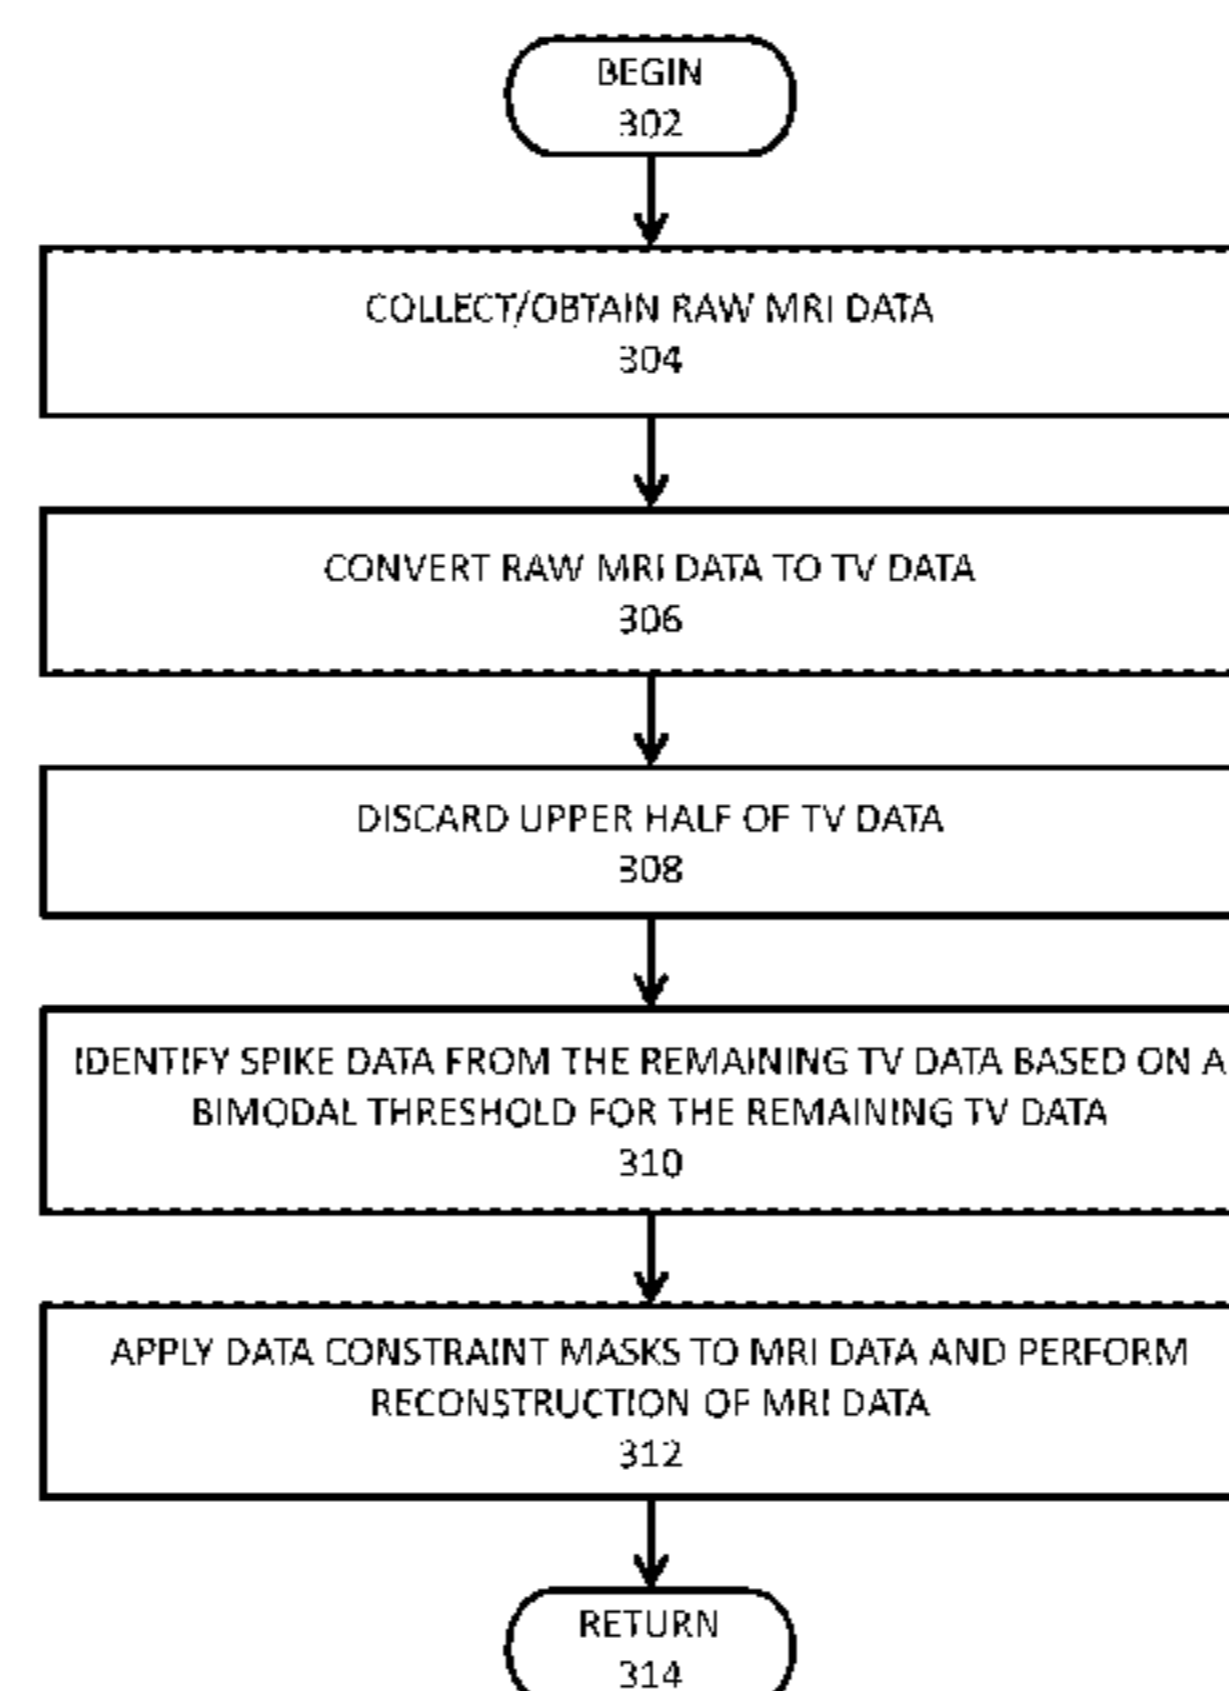 BEGIN
302
COLLECT/OBTAIN RAW MRI DATA
304
CONVERT RAW MRI DATA TO TV DATA
306
DISCARD UPPER HALF OF TV DATA
308
IDENTIFY SPIKE DATA FROM THE REMAINING TV DATA BASED ON A
BIMODAL THRESHOLD FOR THE REMAINING TV DATA
310
APPLY DATA CONSTRAINT MASKS TO MRI DATA AND PERFORM
RECONSTRUCTION OF MRI DATA
312
RETURN
314